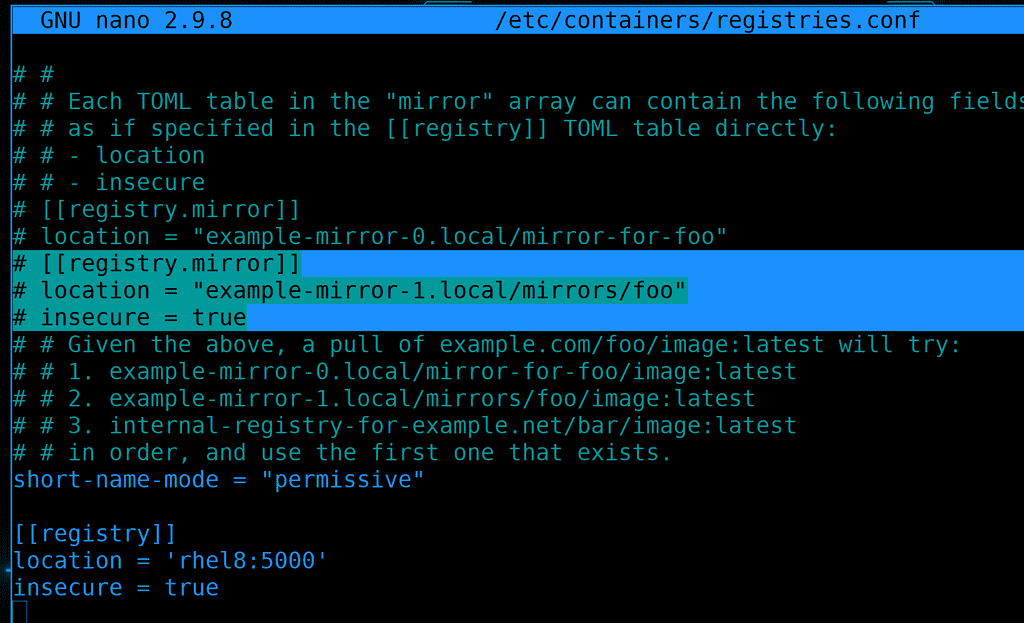 GNU nano 2.9.8 /etc/containers/registries.conf
# #
# # Each TOML table in the "mirror" array can contain the following fields
# # as if specified in the [[registry]] TOML table directly:
# # - location
# # - insecure
# [[registry.mirror]]
# location = "example-mirror-0.local/mirror-for-foo"
# [[registry.mirror]]
# location = "example-mirror-1.local/mirrors/foo"
# insecure = true
# # Given the above, a pull of example.com/foo/image:latest will try:
# # 1. example-mirror-0.local/mirror-for-foo/image:latest
# # 2. example-mirror-1.local/mirrors/foo/image:latest
# # 3. internal-registry-for-example.net/bar/image:latest
# # in order, and use the first one that exists.
short-name-mode = "permissive"
[[registry]]
location = 'rhel8:5000'
insecure = true